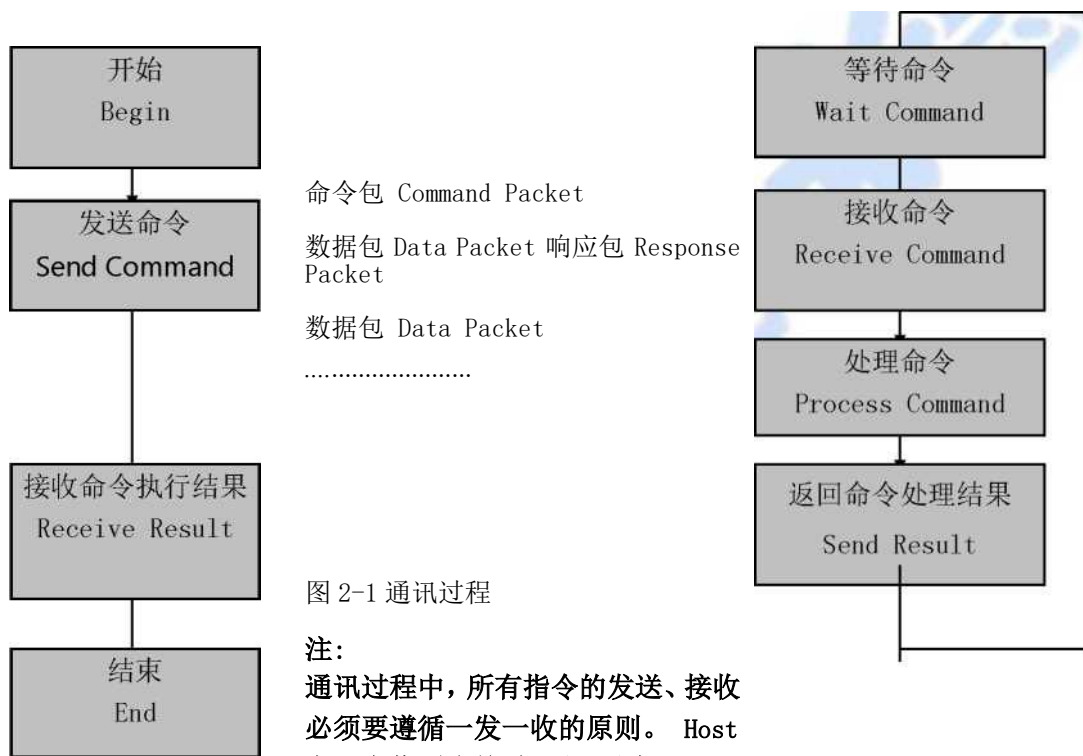 开始
Begin
发送命令
Send Command
接收命令执行结果
Receive Result
结束
End
命令包 Command Packet
数据包 Data Packet 响应包 Response
Packet
数据包 Data Packet
.........................
图 2-1 通讯过程
注:
通讯过程中,所有指令的发送、接收
必须要遵循一发一收的原则。 Host
等待命令
Wait Command
接收命令
Receive Command
处理命令
Process Command
返回命令处理结果
Send Result